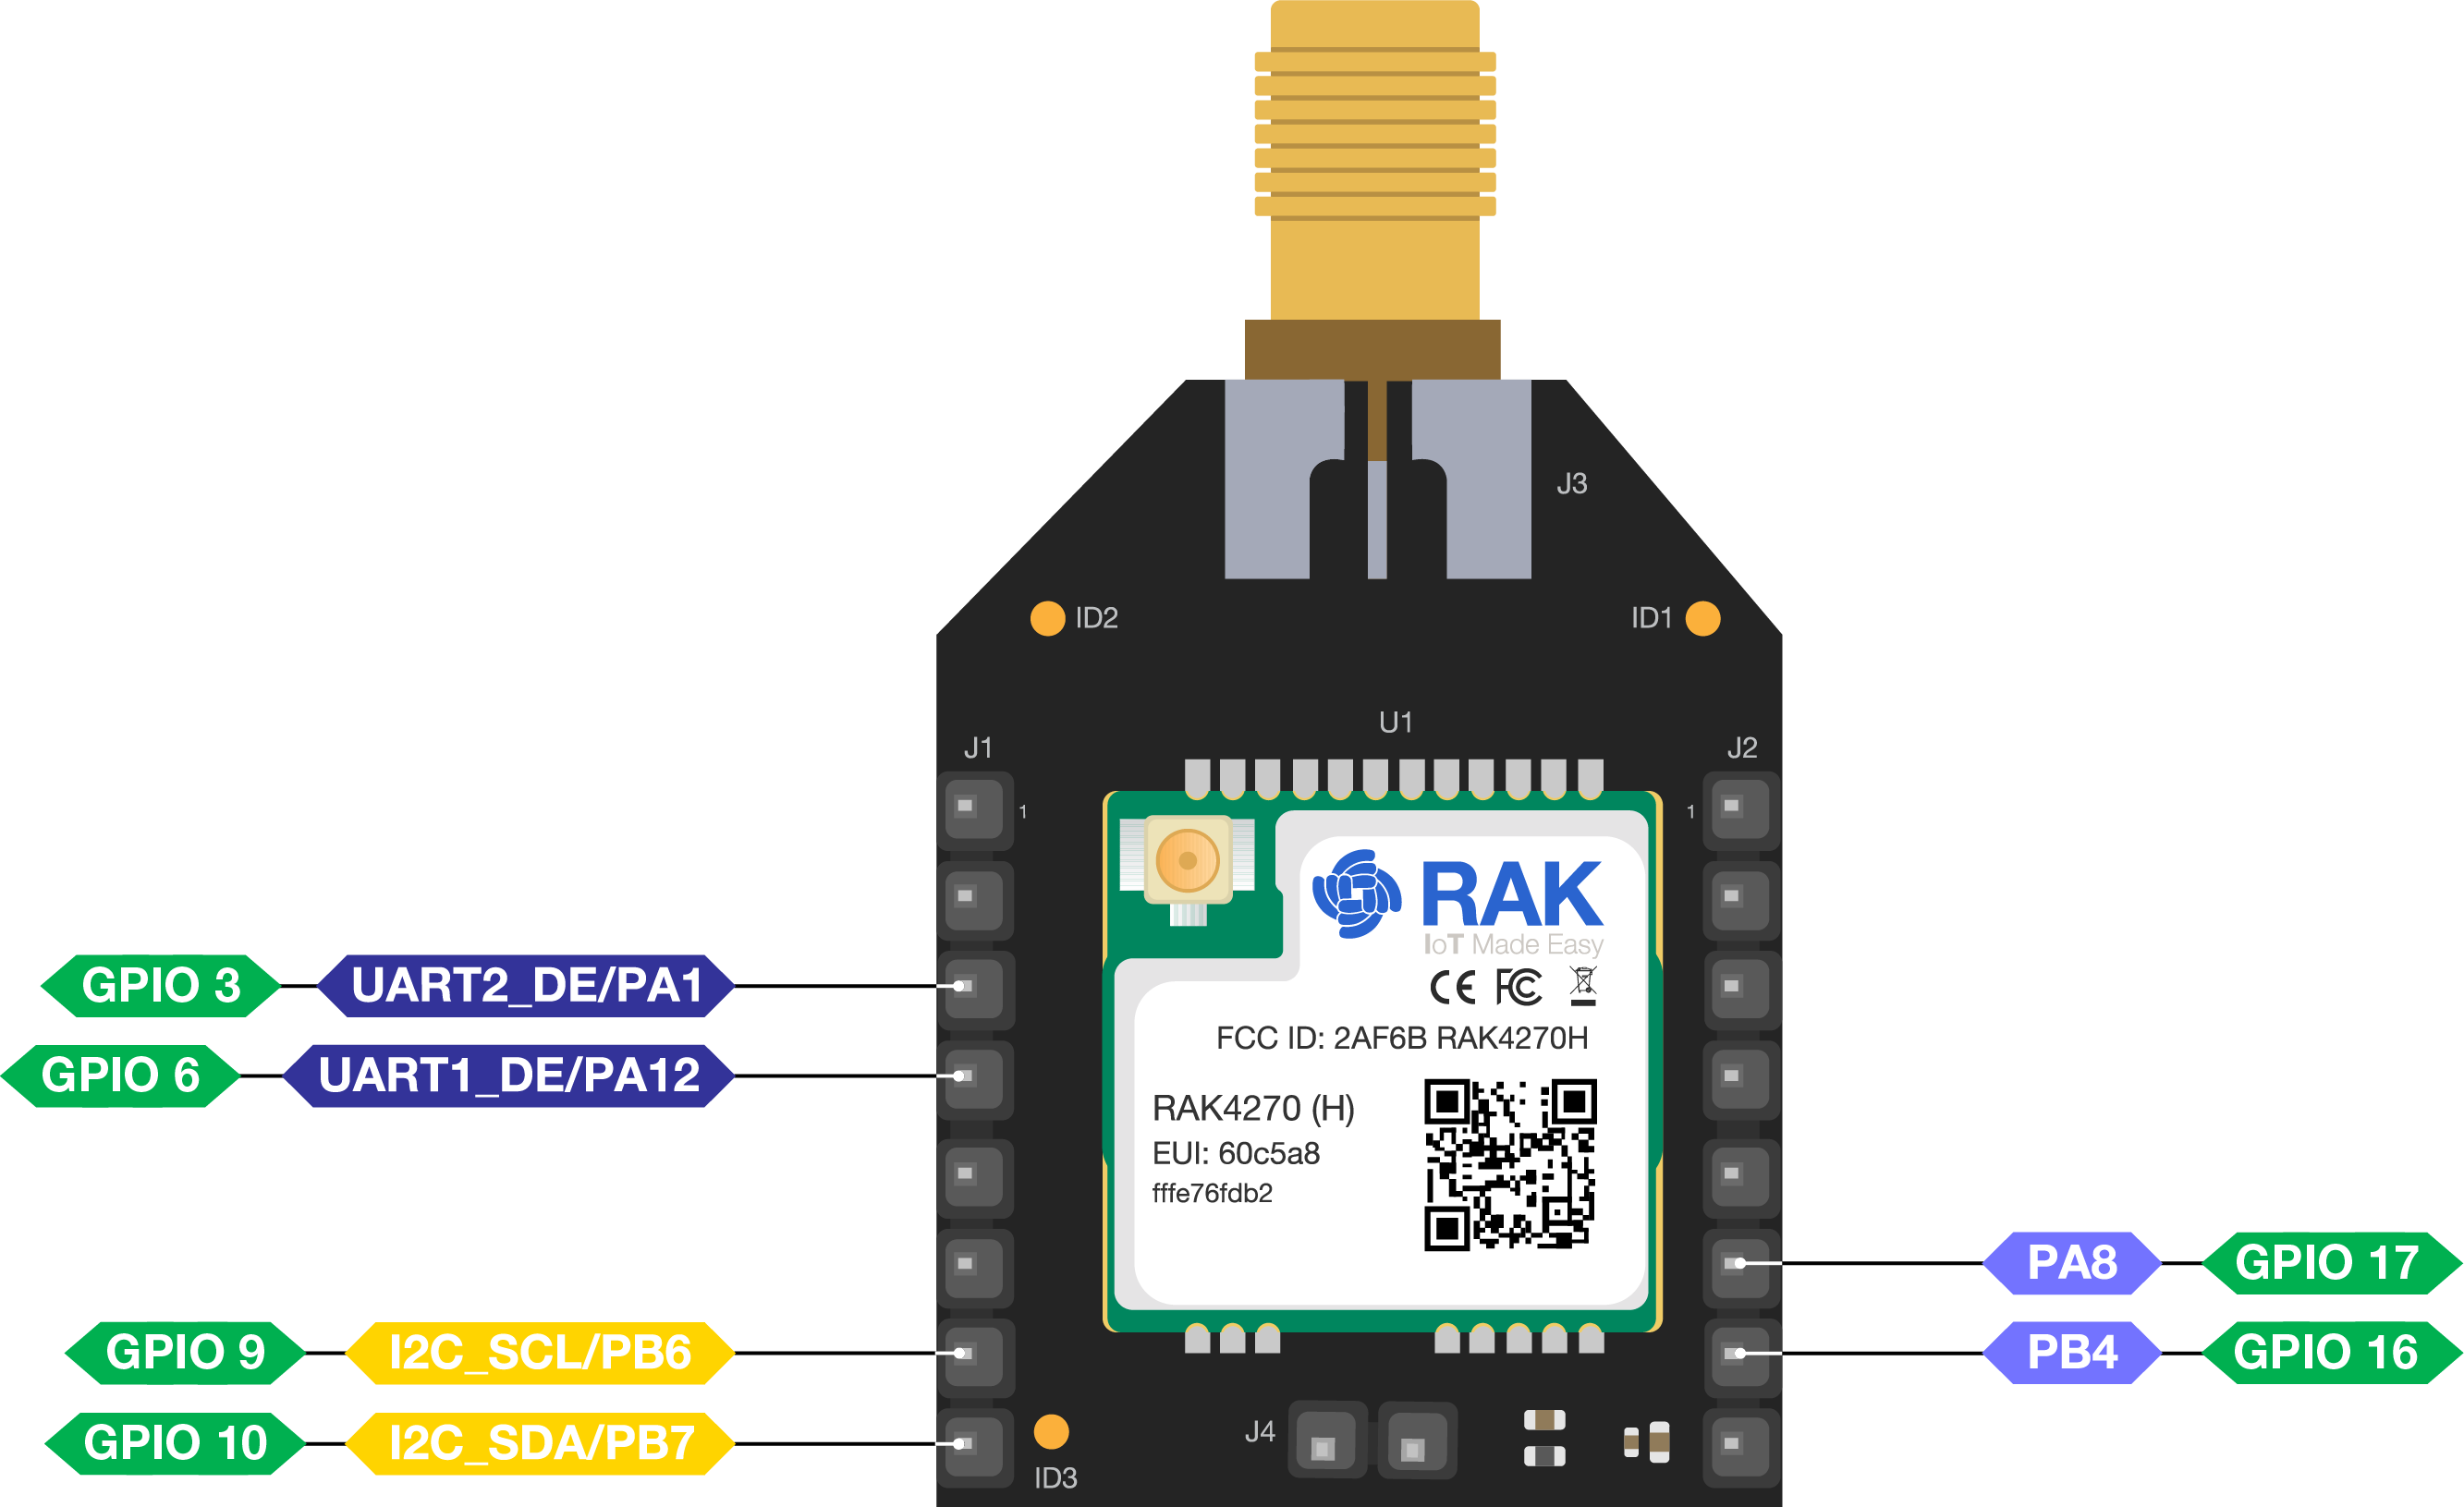 J3
ID2
ID1
U1
J1
J2
1
1
RAK
IoT Made Easy
CE FC
GPIO 3 UART2_DE/PA1
FCC ID: 2AF6B RAK4270H
GPIO 6 UART1_DE/PA12
RAK4270 (H)
EUI: 60c5a8
fffe76fdb2
PA8 GPIO 17
GPIO 9 I2C_SCL/PB6
PB4 GPIO 16
GPIO 10 I2C_SDA/PB7
J4
ID3